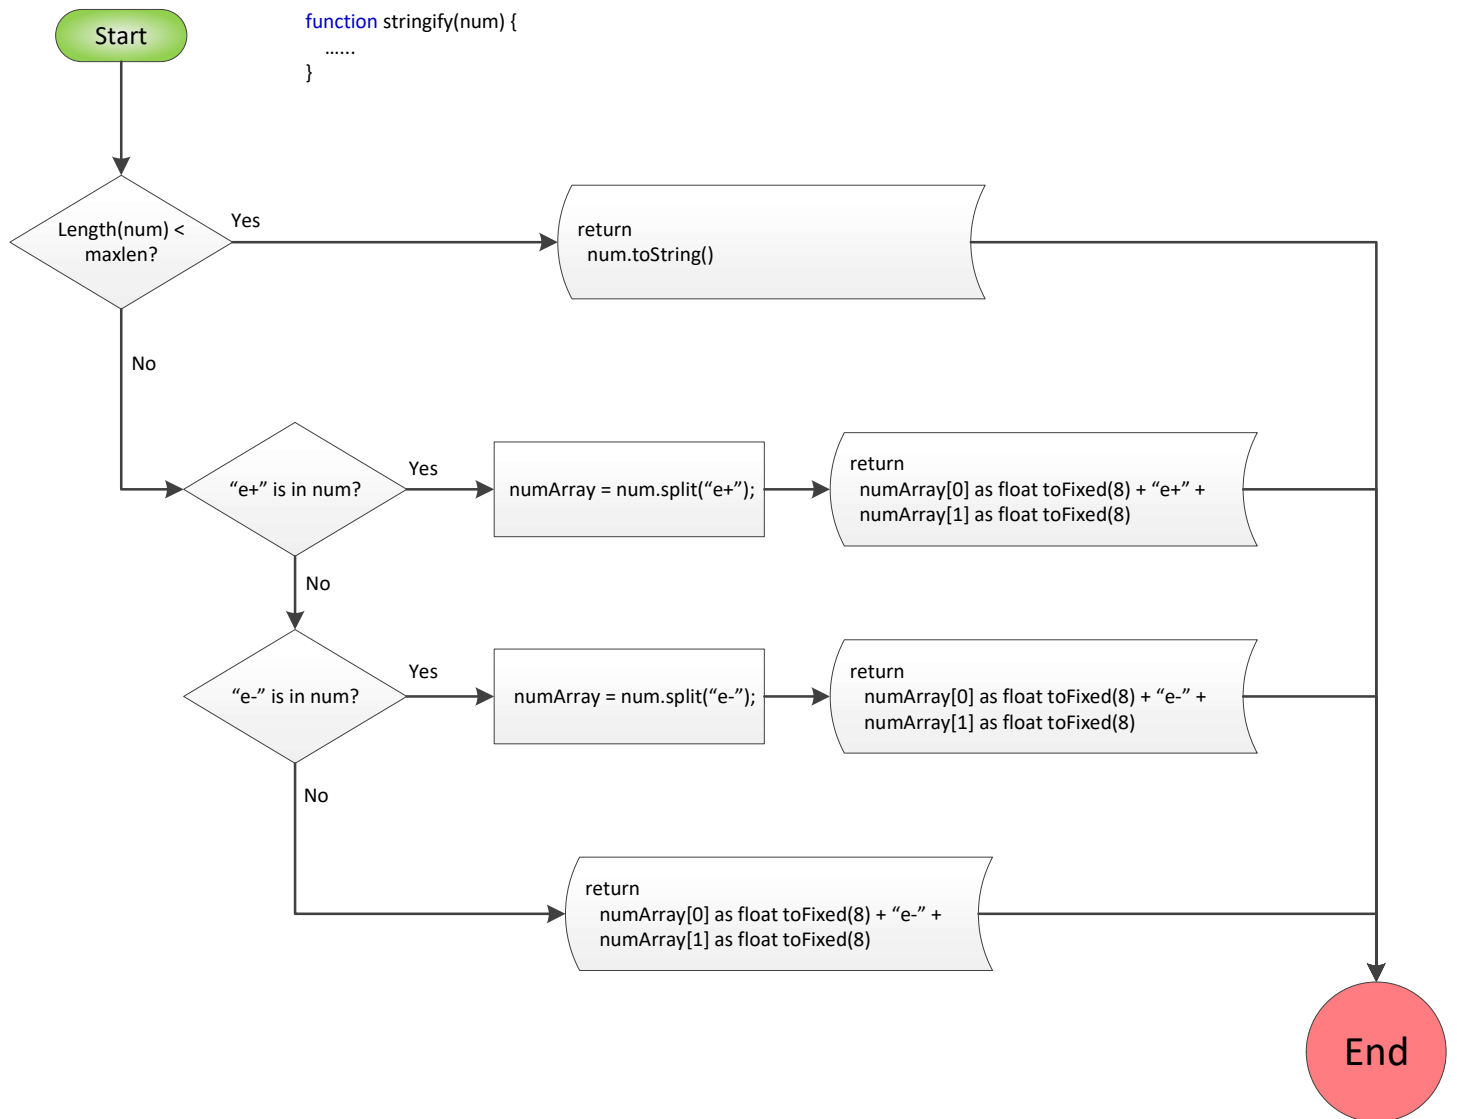 Start
function stringify(num) {
......
}
Length(num) <
maxlen?
Yes
return
num.toString()
No
“e+” is in num?
Yes
numArray = num.split(“e+”);
return
numArray[0] as float toFixed(8) + “e+” +
numArray[1] as float toFixed(8)
No
“e-” is in num?
Yes
numArray = num.split(“e-”);
return
numArray[0] as float toFixed(8) + “e-” +
numArray[1] as float toFixed(8)
No
return
numArray[0] as float toFixed(8) + “e-” +
numArray[1] as float toFixed(8)
End